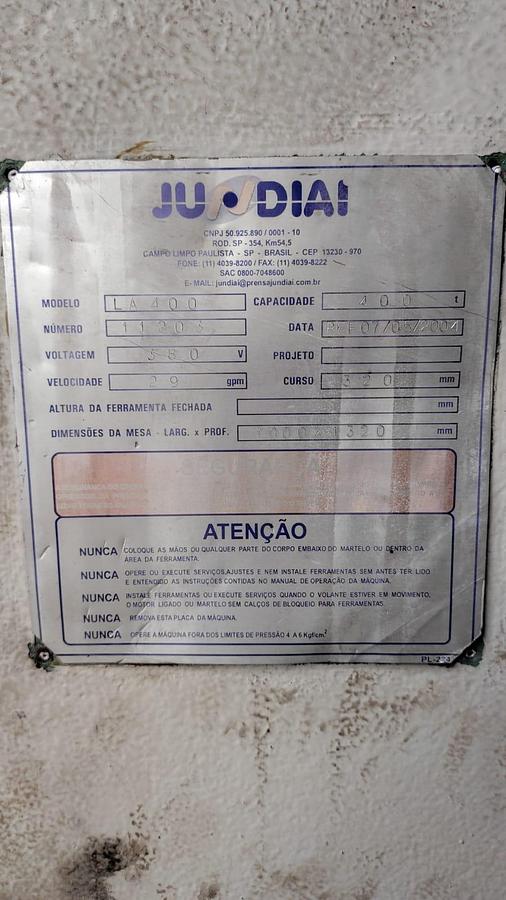 JUNDIAI
CNPJ 50.925.890 / 0001 - 10
ROD. SP - 354, Km54,5
CAMPO LIMPO PAULISTA - SP - BRASIL - CEP 13230 - 970
FONE: (11) 4039-8200 / FAX: (11) 4039-8222
SAC 0800-7048600
E-MAIL: jundiai@prensajundiai.com.br
MODELO LA400 CAPACIDADE 400 t
NÚMERO DATA 07/05/2004
VOLTAGEM 380 V PROJETO
VELOCIDADE 29 gpm CURSO 320 mm
ALTURA DA FERRAMENTA FECHADA mm
DIMENSÕES DA MESA - LARG. x PROF. mm
SEGURANÇA
ATENÇÃO
NUNCA COLOQUE AS MÃOS OU QUALQUER PARTE DO CORPO EMBAIXO DO MARTELO OU DENTRO DA
ÁREA DA FERRAMENTA.
NUNCA OPERE OU EXECUTE SERVIÇOS,AJUSTES E NEM INSTALE FERRAMENTAS SEM ANTES TER LIDO
E ENTENDIDO AS INSTRUÇÕES CONTIDAS NO MANUAL DE OPERAÇÃO DA MÁQUINA.
NUNCA INSTALE FERRAMENTAS OU EXECUTE SERVIÇOS QUANDO O VOLANTE ESTIVER EM MOVIMENTO,
O MOTOR LIGADO OU MARTELO SEM CALÇOS DE BLOQUEIO PARA FERRAMENTAS.
NUNCA REMOVA ESTA PLACA DA MÁQUINA.
NUNCA OPERE A MÁQUINA FORA DOS LIMITES DE PRESSÃO 4 A 6 Kgf/cm²